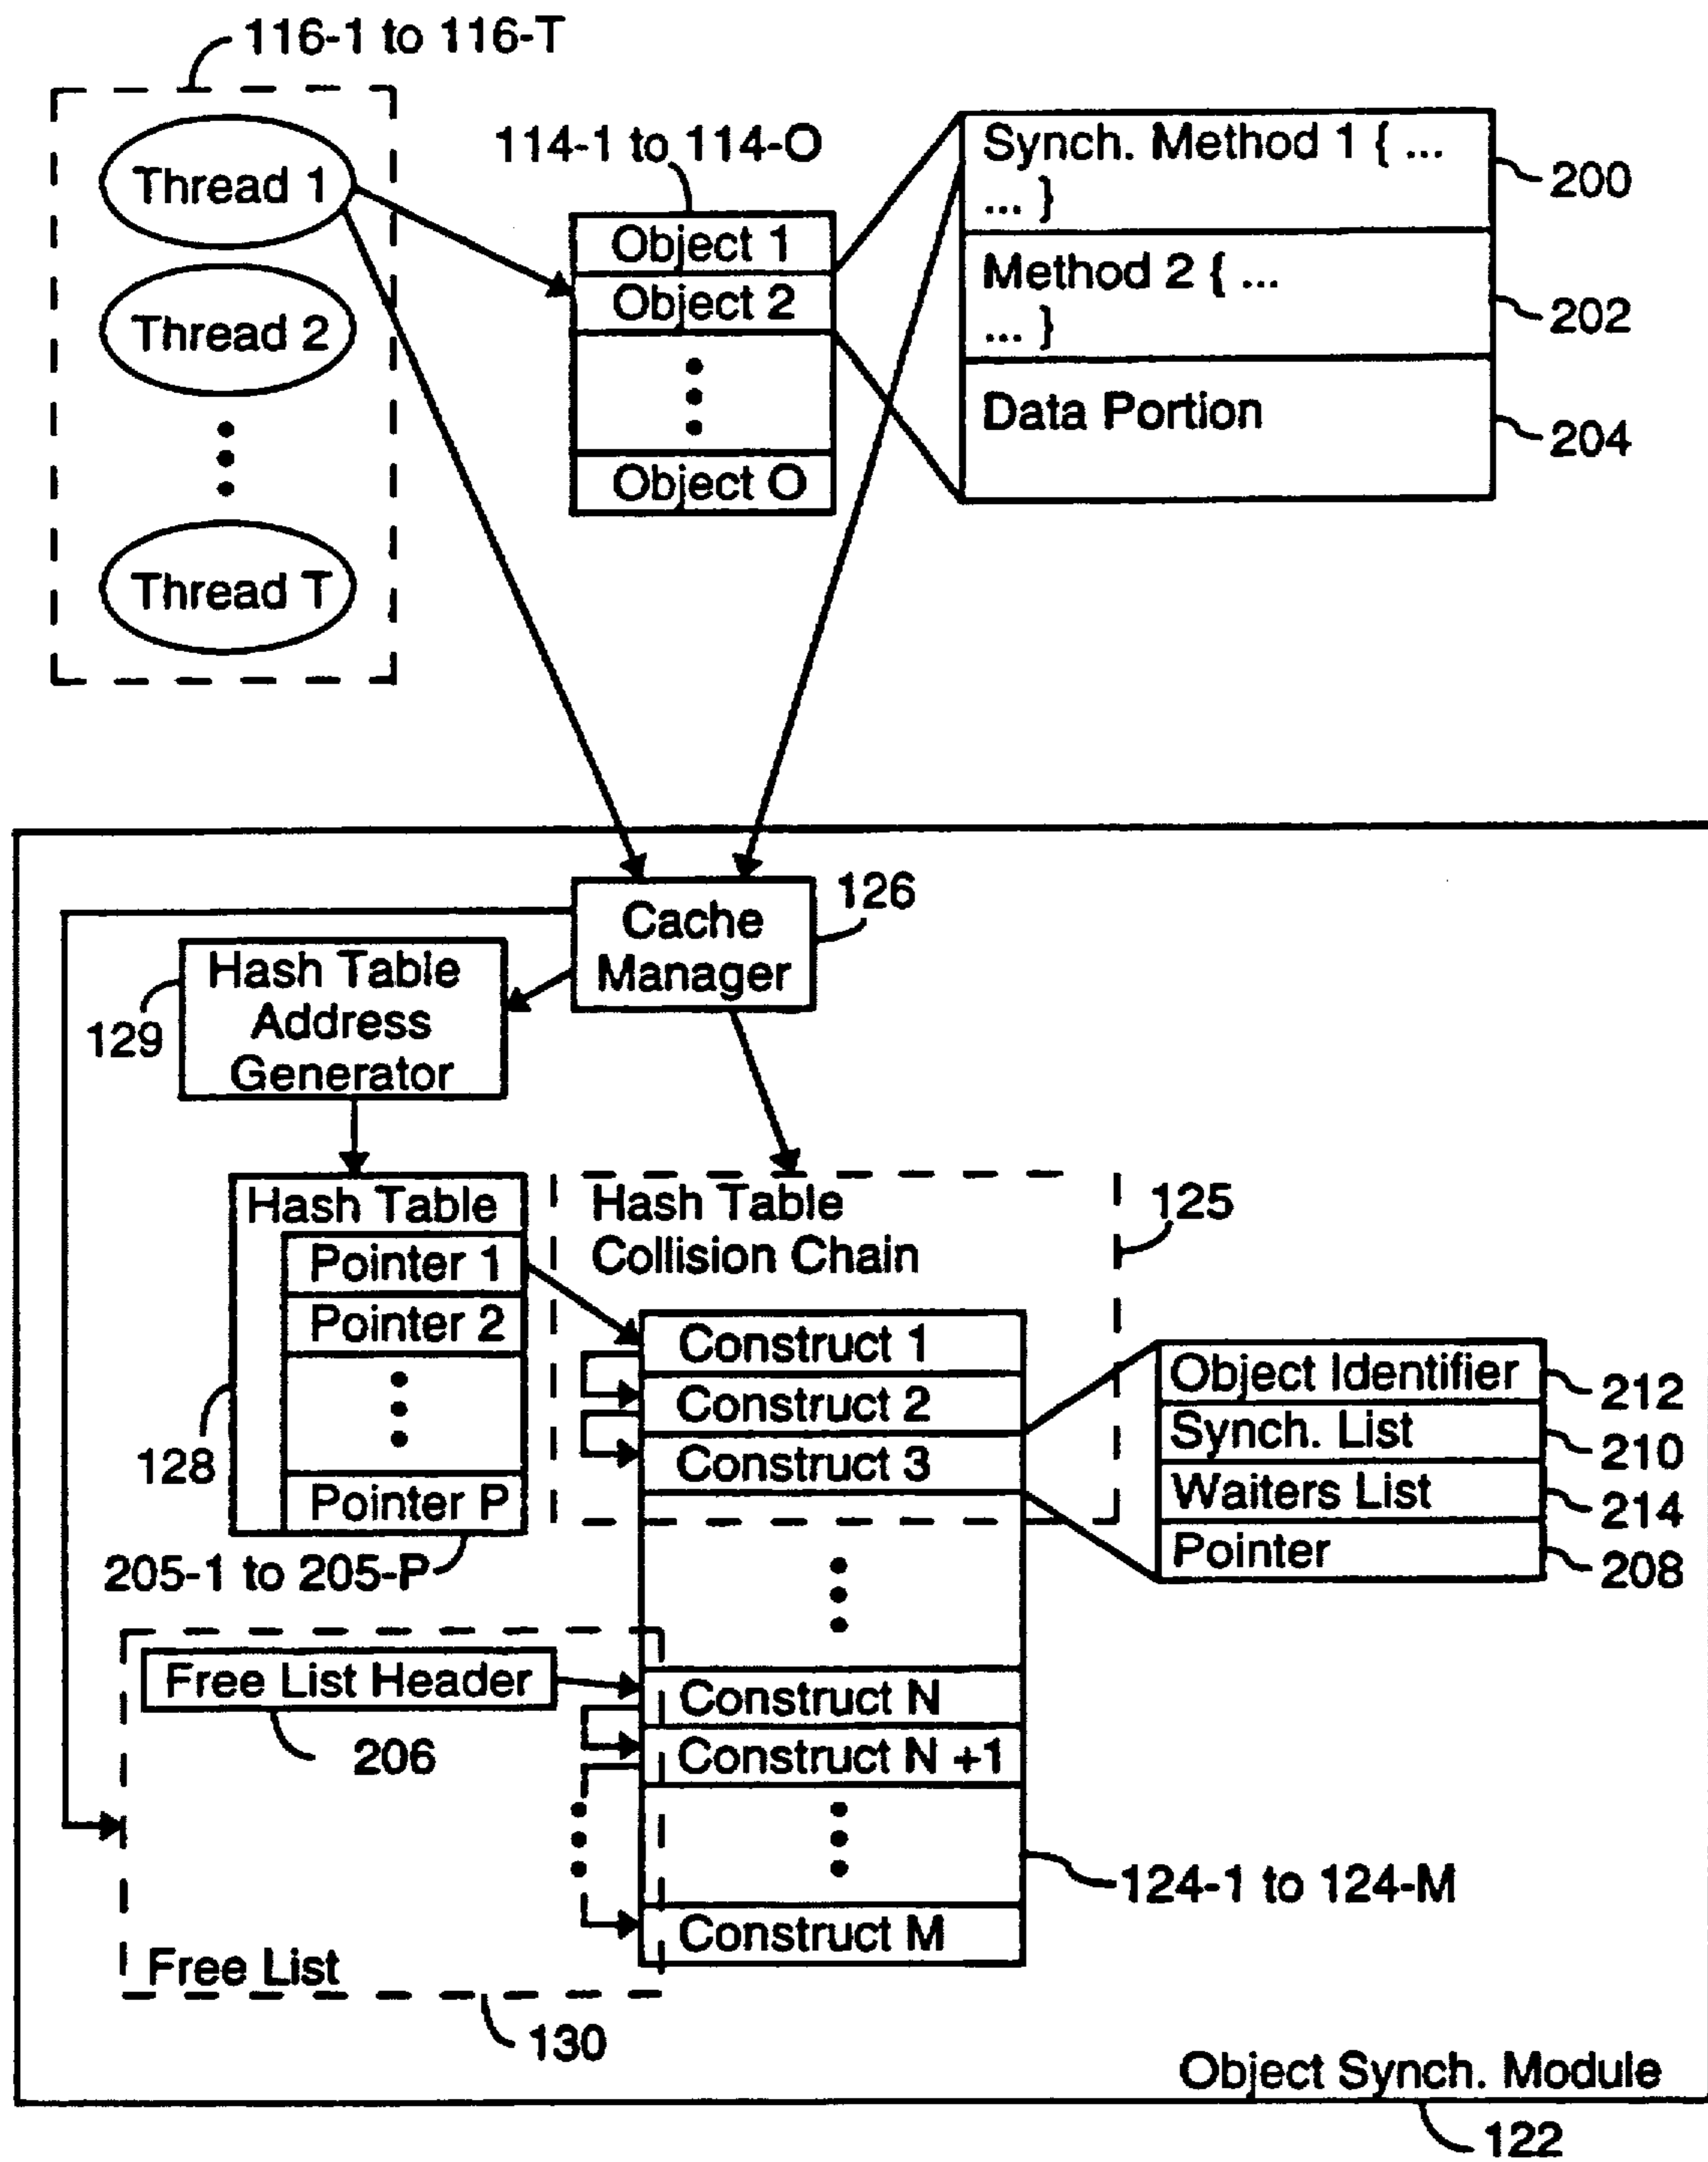 116-1 to 116-T
Thread 1
Thread 2
Thread T
114-1 to 114-O
Object 1
Object 2
Object O
Synch. Method 1 { ...
... }
200
Method 2 { ...
... }
202
Data Portion
204
Cache
Manager
126
Hash Table
Address
Generator
129
Hash Table
Pointer 1
Pointer 2
Pointer P
128
205-1 to 205-P
Hash Table
Collision Chain
125
Construct 1
Construct 2
Construct 3
Object Identifier
212
Synch. List
210
Waiters List
214
Pointer
208
Free List Header
206
Construct N
Construct N +1
Construct M
124-1 to 124-M
Free List
130
Object Synch. Module
122